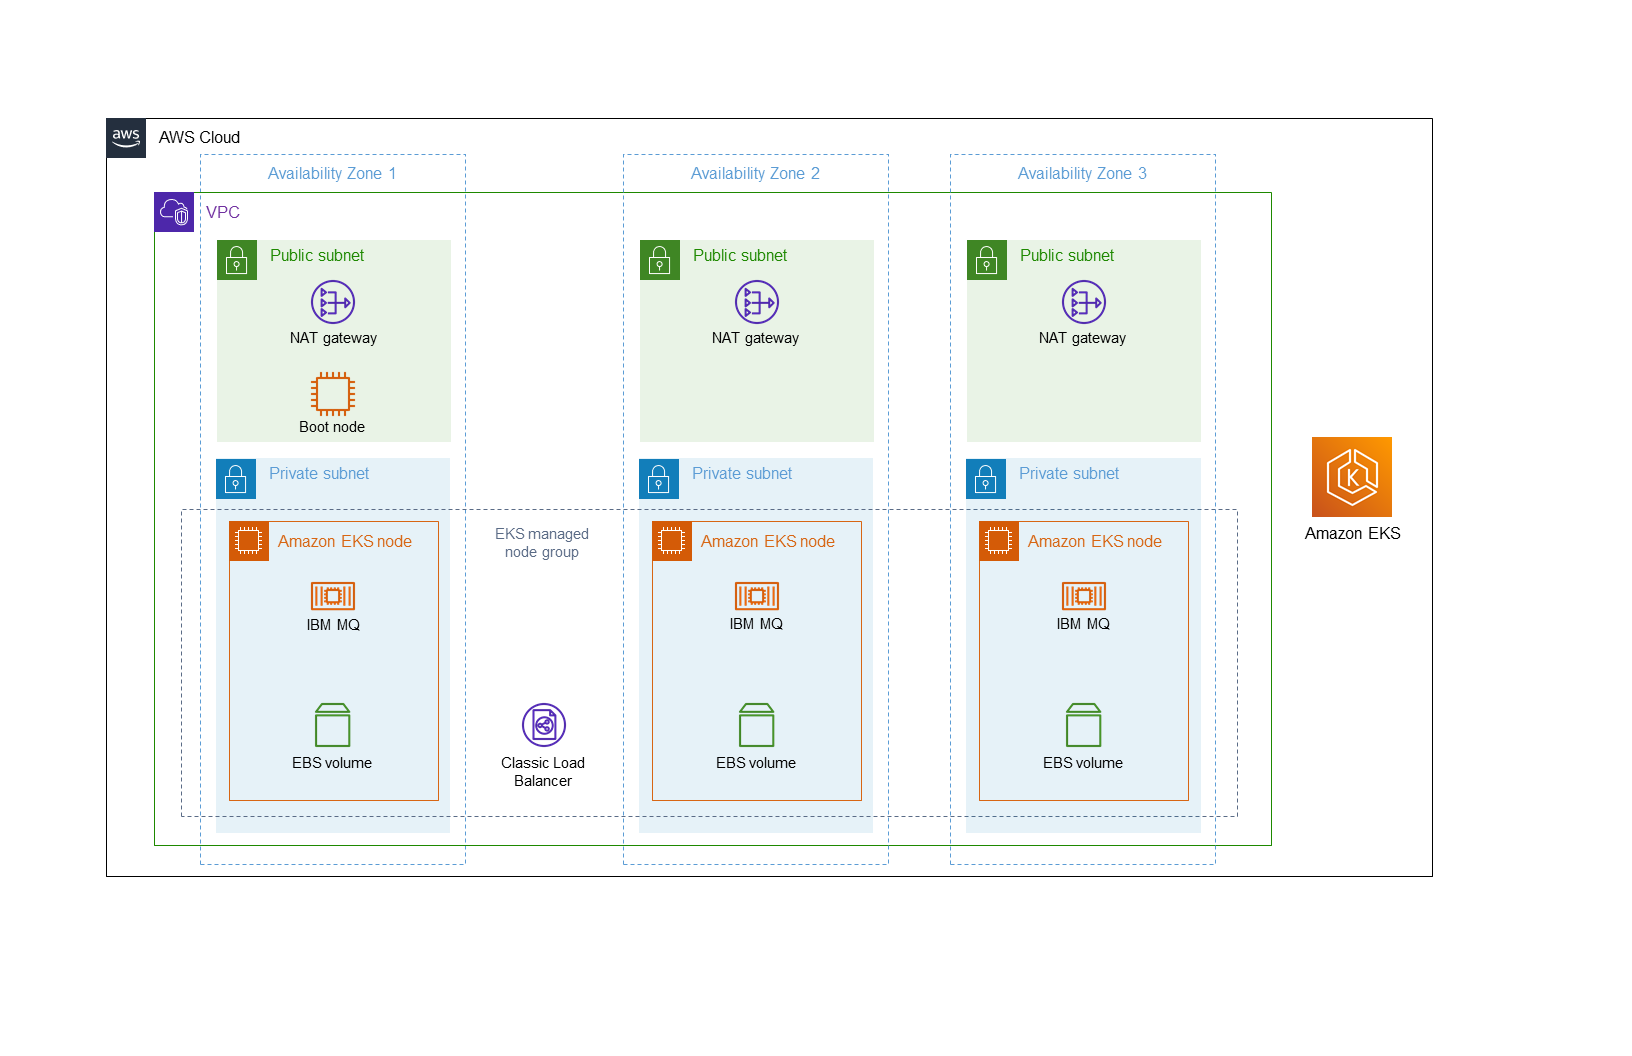 aws
AWS Cloud
Availability Zone 1
Availability Zone 2
Availability Zone 3
VPC
Public subnet
Public subnet
Public subnet
NAT gateway
NAT gateway
NAT gateway
Boot node
Private subnet
Private subnet
Private subnet
Amazon EKS node
EKS managed
node group
Amazon EKS node
Amazon EKS node
K
Amazon EKS
IBM MQ
IBM MQ
IBM MQ
EBS volume
Classic Load
Balancer
EBS volume
EBS volume